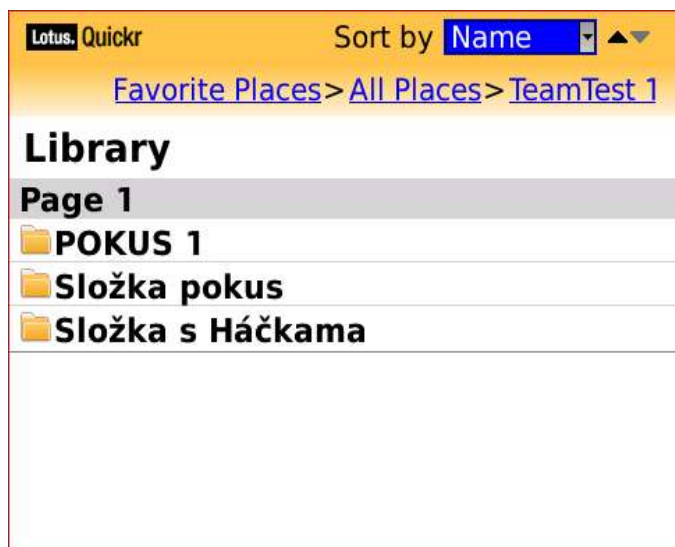 Lotus. Quickr Sort by Name
Favorite Places>All Places>TeamTest 1
Library
Page 1
POKUS 1
Složka pokus
Složka s Háčkama